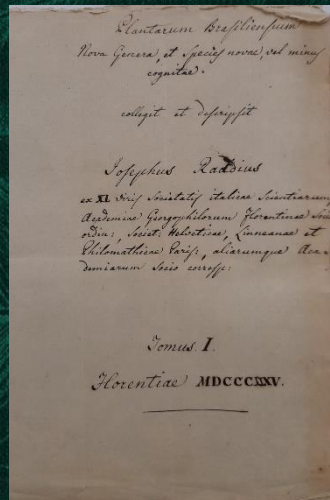 Plantarum Brasiliensium
Nova Genera, et Species novae, vel minus
cognitae.
collegit et descripsit
Josephus Raddius
ex XL viris Societatis italicae Scientiarum,
Academiae Georgophilorum Florentinae Soc:
ordin:, Societ: Helveticae, Linneanae et
Philomathicae Paris:, aliarumque Aca-
demiarum Socio corresp:
Tomus I.
Florentiae MDCCCXXV.